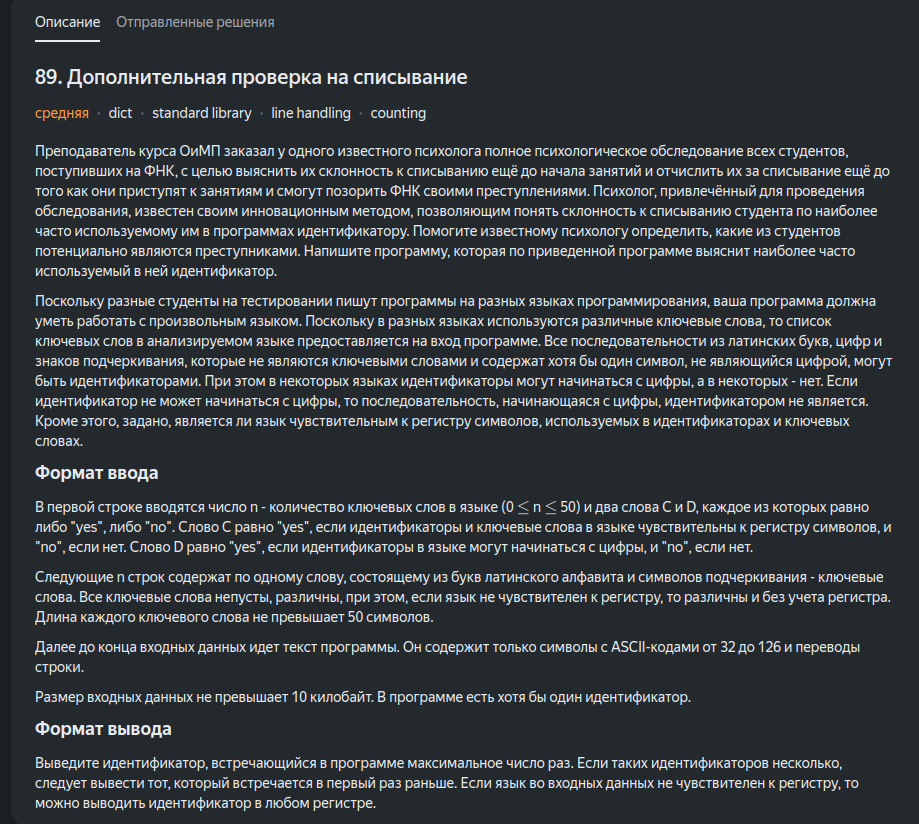 Описание Отправленные решения
89. Дополнительная проверка на списывание
средняя · dict · standard library · line handling · counting
Преподаватель курса ОиМП заказал у одного известного психолога полное психологическое обследование всех студентов,
поступивших на ФНК, с целью выяснить их склонность к списыванию ещё до начала занятий и отчислить их за списывание ещё до
того как они приступят к занятиям и смогут позорить ФНК своими преступлениями. Психолог, привлечённый для проведения
обследования, известен своим инновационным методом, позволяющим понять склонность к списыванию студента по наиболее
часто используемому им в программах идентификатору. Помогите известному психологу определить, какие из студентов
потенциально являются преступниками. Напишите программу, которая по приведенной программе выяснит наиболее часто
используемый в ней идентификатор.
Поскольку разные студенты на тестировании пишут программы на разных языках программирования, ваша программа должна
уметь работать с произвольным языком. Поскольку в разных языках используются различные ключевые слова, то список
ключевых слов в анализируемом языке предоставляется на вход программе. Все последовательности из латинских букв, цифр и
знаков подчеркивания, которые не являются ключевыми словами и содержат хотя бы один символ, не являющийся цифрой, могут
быть идентификаторами. При этом в некоторых языках идентификаторы могут начинаться с цифры, а в некоторых - нет. Если
идентификатор не может начинаться с цифры, то последовательность, начинающаяся с цифры, идентификатором не является.
Кроме этого, задано, является ли язык чувствительным к регистру символов, используемых в идентификаторах и ключевых
словах.
Формат ввода
В первой строке вводятся число n - количество ключевых слов в языке (0 ≤ n ≤ 50) и два слова C и D, каждое из которых равно
либо "yes", либо "no". Слово C равно "yes", если идентификаторы и ключевые слова в языке чувствительны к регистру символов, и
"no", если нет. Слово D равно "yes", если идентификаторы в языке могут начинаться с цифры, и "no", если нет.
Следующие n строк содержат по одному слову, состоящему из букв латинского алфавита и символов подчеркивания - ключевые
слова. Все ключевые слова непусты, различны, при этом, если язык не чувствителен к регистру, то различны и без учета регистра.
Длина каждого ключевого слова не превышает 50 символов.
Далее до конца входных данных идет текст программы. Он содержит только символы с ASCII-кодами от 32 до 126 и переводы
строки.
Размер входных данных не превышает 10 килобайт. В программе есть хотя бы один идентификатор.
Формат вывода
Выведите идентификатор, встречающийся в программе максимальное число раз. Если таких идентификаторов несколько,
следует вывести тот, который встречается в первый раз раньше. Если язык во входных данных не чувствителен к регистру, то
можно выводить идентификатор в любом регистре.